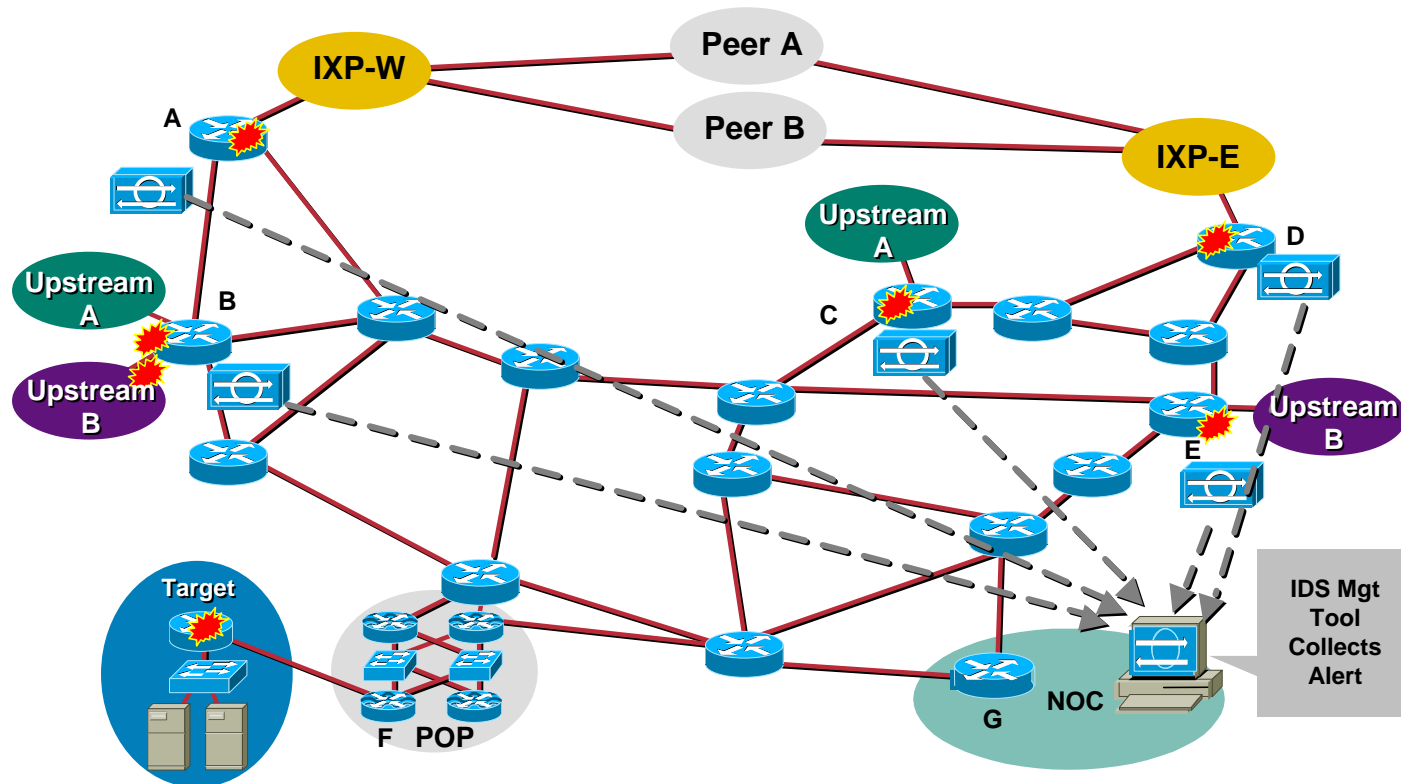 Peer A
IXP-W
A
Peer B
IXP-E
Upstream
A
D
Upstream
A
B
C
Upstream
B
Upstream
B
E
Target
IDS Mgt
Tool
Collects
Alert
NOC
G
F
POP